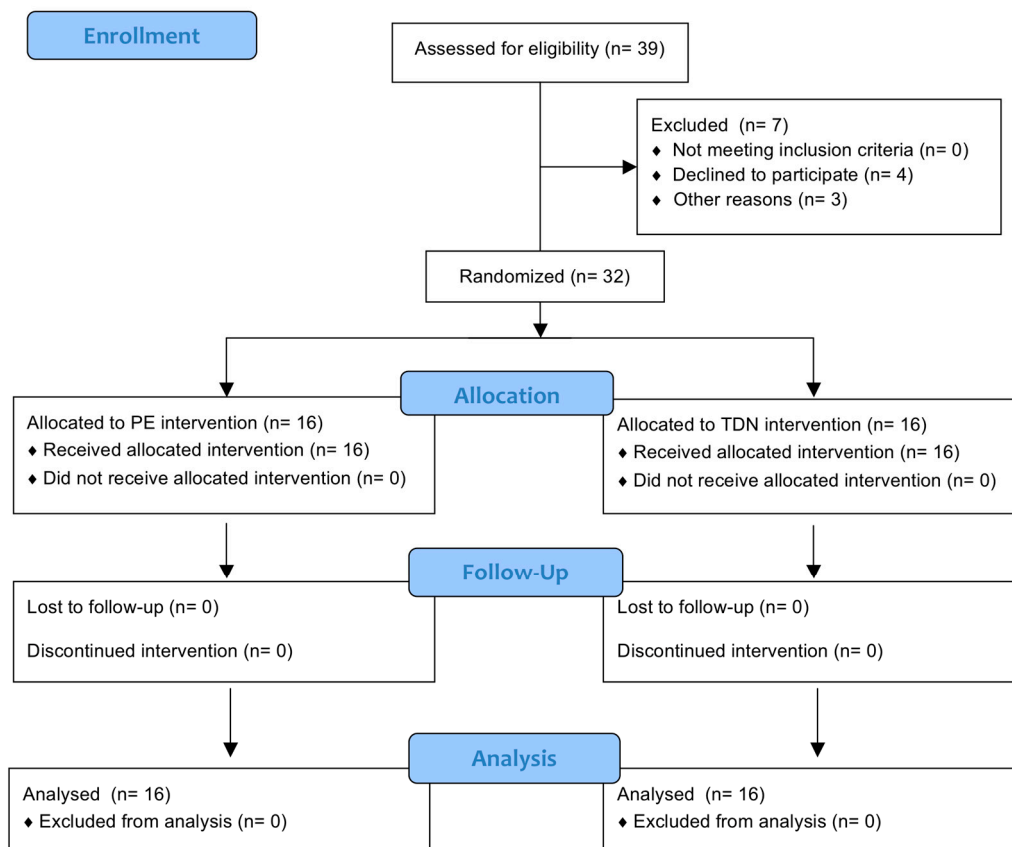 Enrollment
Assessed for eligibility (n= 39)
Excluded (n= 7)
♦ Not meeting inclusion criteria (n= 0)
♦ Declined to participate (n= 4)
♦ Other reasons (n= 3)
Randomized (n= 32)
Allocation
Allocated to PE intervention (n= 16)
♦ Received allocated intervention (n= 16)
♦ Did not receive allocated intervention (n= 0)
Allocated to TDN intervention (n= 16)
♦ Received allocated intervention (n= 16)
♦ Did not receive allocated intervention (n= 0)
Follow-Up
Lost to follow-up (n= 0)
Discontinued intervention (n= 0)
Lost to follow-up (n= 0)
Discontinued intervention (n= 0)
Analysis
Analysed (n= 16)
♦ Excluded from analysis (n= 0)
Analysed (n= 16)
♦ Excluded from analysis (n= 0)